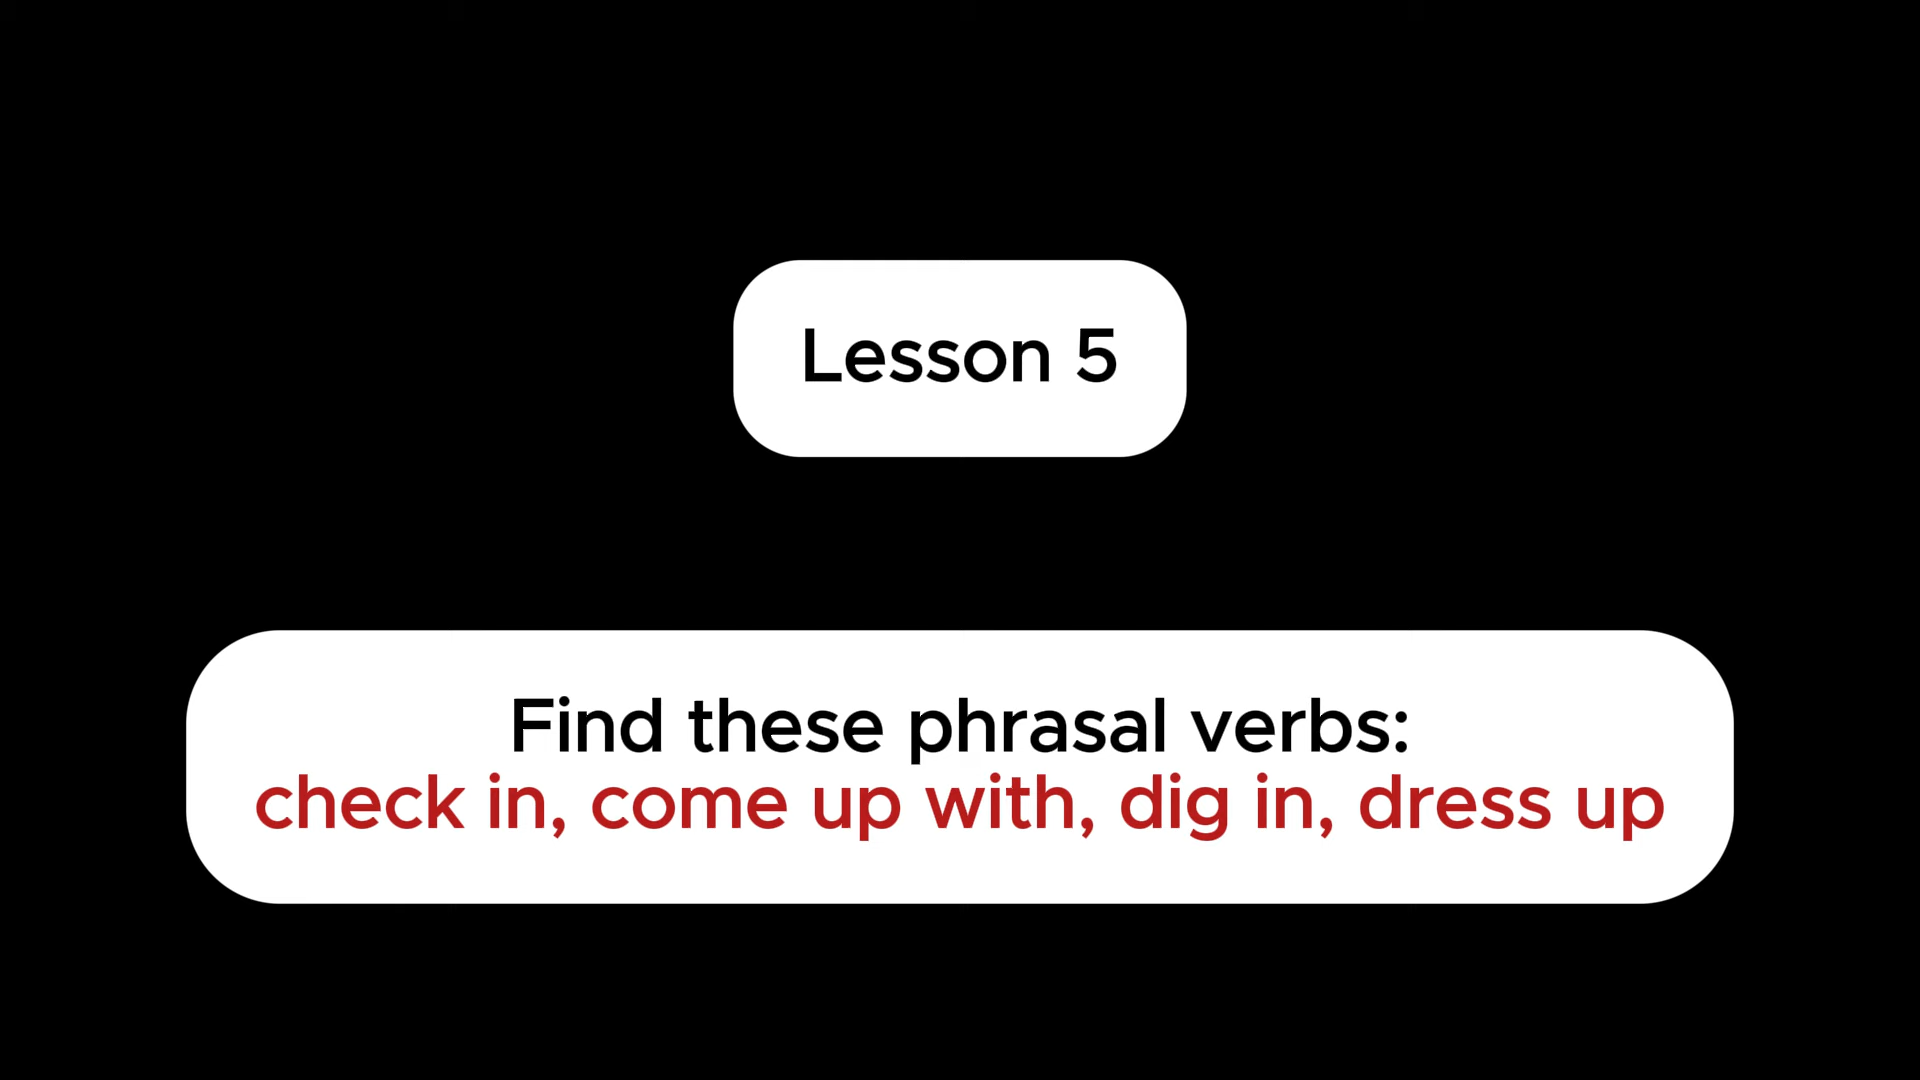 Lesson 5
Find these phrasal verbs:
check in, come up with, dig in, dress up